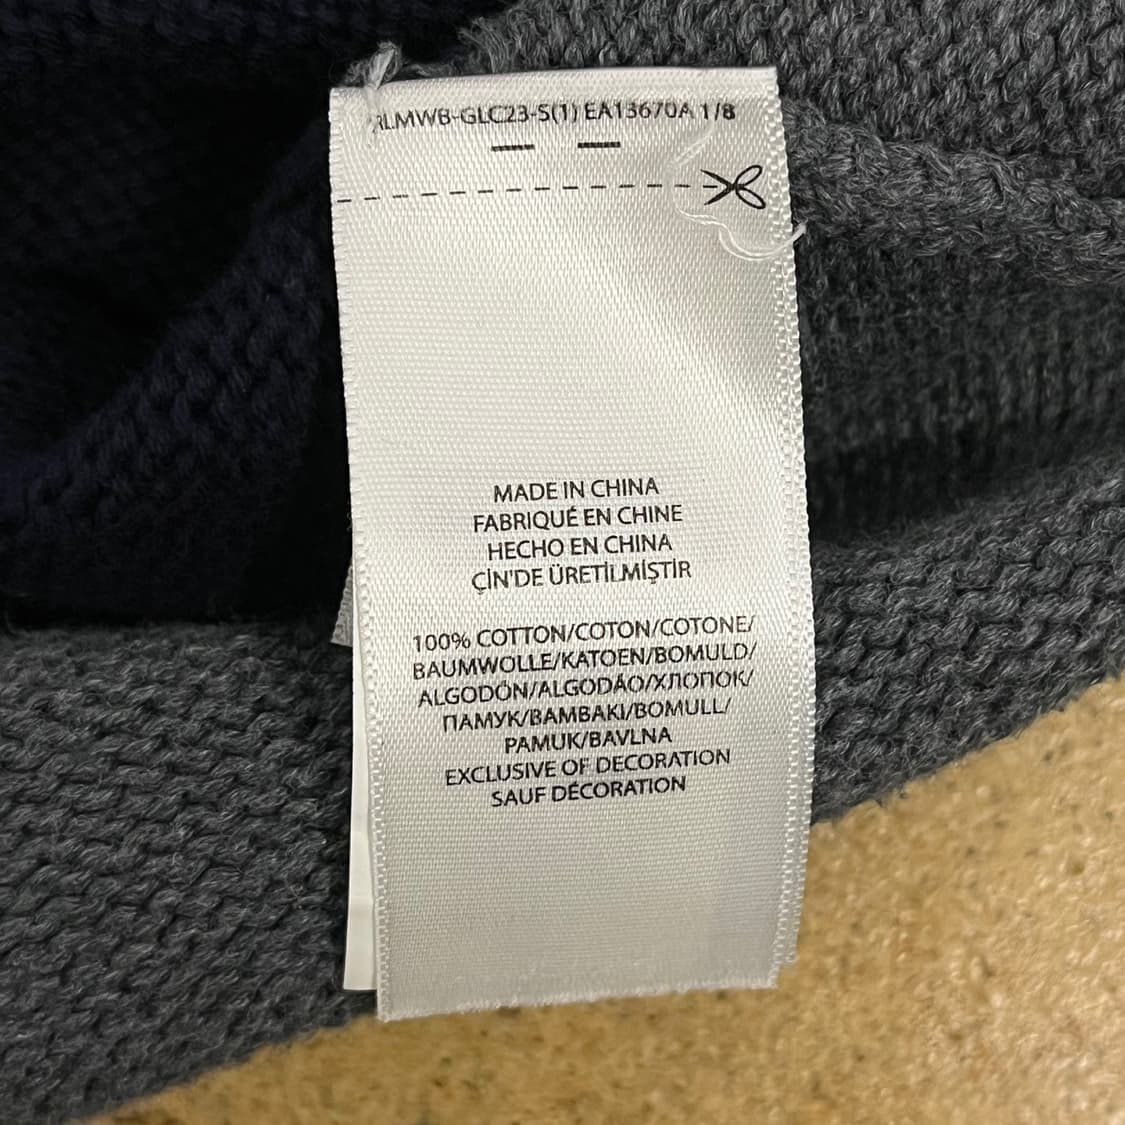 RLMWB-GLC23-S(1) EA13670A 1/8
MADE IN CHINA
FABRIQUÉ EN CHINE
HECHO EN CHINA
ÇİN'DE ÜRETİLMİŞTİR
100% COTTON/COTON/COTONE/
BAUMWOLLE/KATOEN/BOMULD/
ALGODÓN/ALGODÃO/ХЛОПОК/
ΠΑМУК/BAMBAKI/BOMULL/
PAMUK/BAVLNA
EXCLUSIVE OF DECORATION
SAUF DÉCORATION